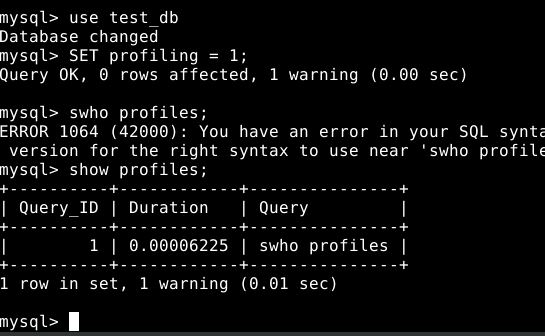 mysql> use test_db
Database changed
mysql> SET profiling = 1;
Query OK, 0 rows affected, 1 warning (0.00 sec)

mysql> swho profiles;
ERROR 1064 (42000): You have an error in your SQL synta
 version for the right syntax to use near 'swho profile
mysql> show profiles;
+----------+------------+---------------+
| Query_ID | Duration   | Query         |
+----------+------------+---------------+
|        1 | 0.00006225 | swho profiles |
+----------+------------+---------------+
1 row in set, 1 warning (0.01 sec)

mysql>